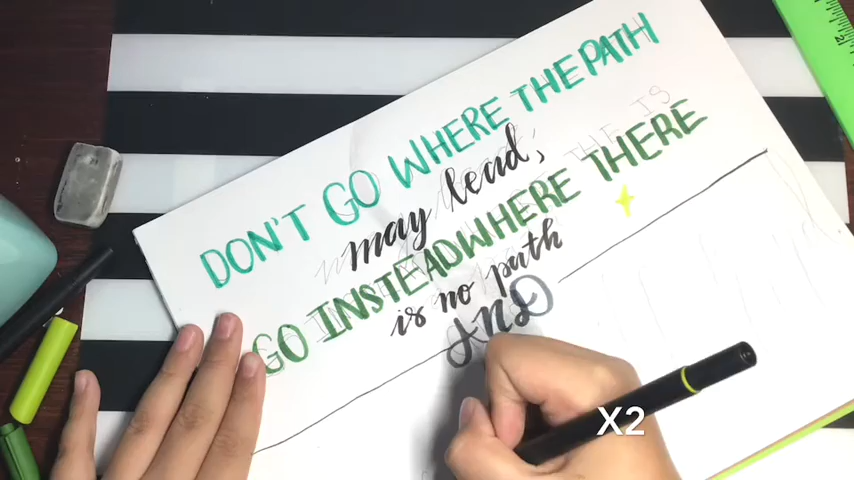 DON'T GO WHERE THE PATH
may lead,
GO INSTEAD WHERE THERE
is no path
AND
X2